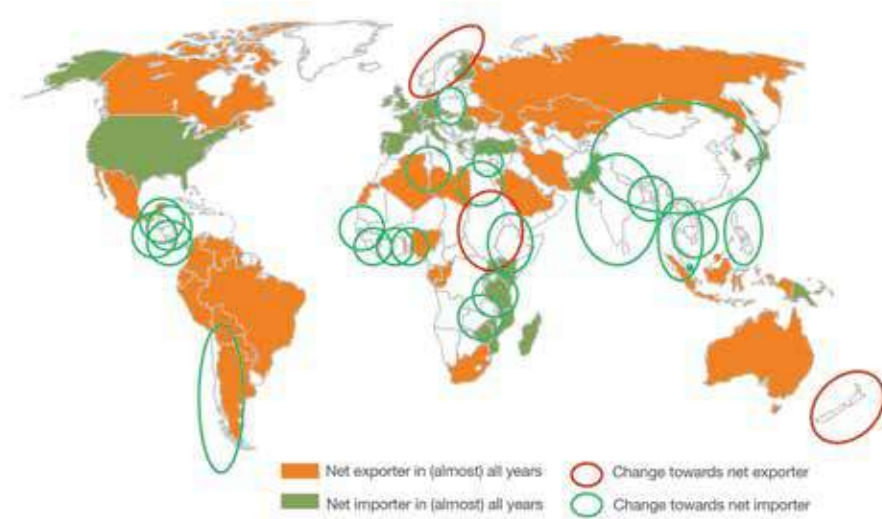 Net exporter in (almost) all years
Change towards net exporter
Net importer in (almost) all years
Change towards net importer